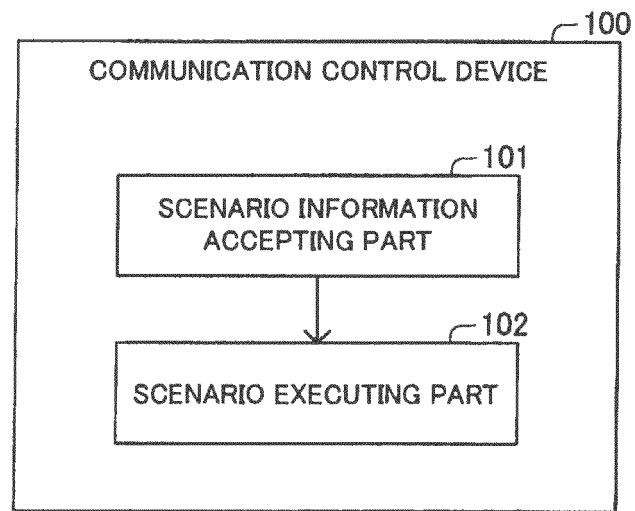 100
COMMUNICATION CONTROL DEVICE
101
SCENARIO INFORMATION
ACCEPTING PART
102
SCENARIO EXECUTING PART